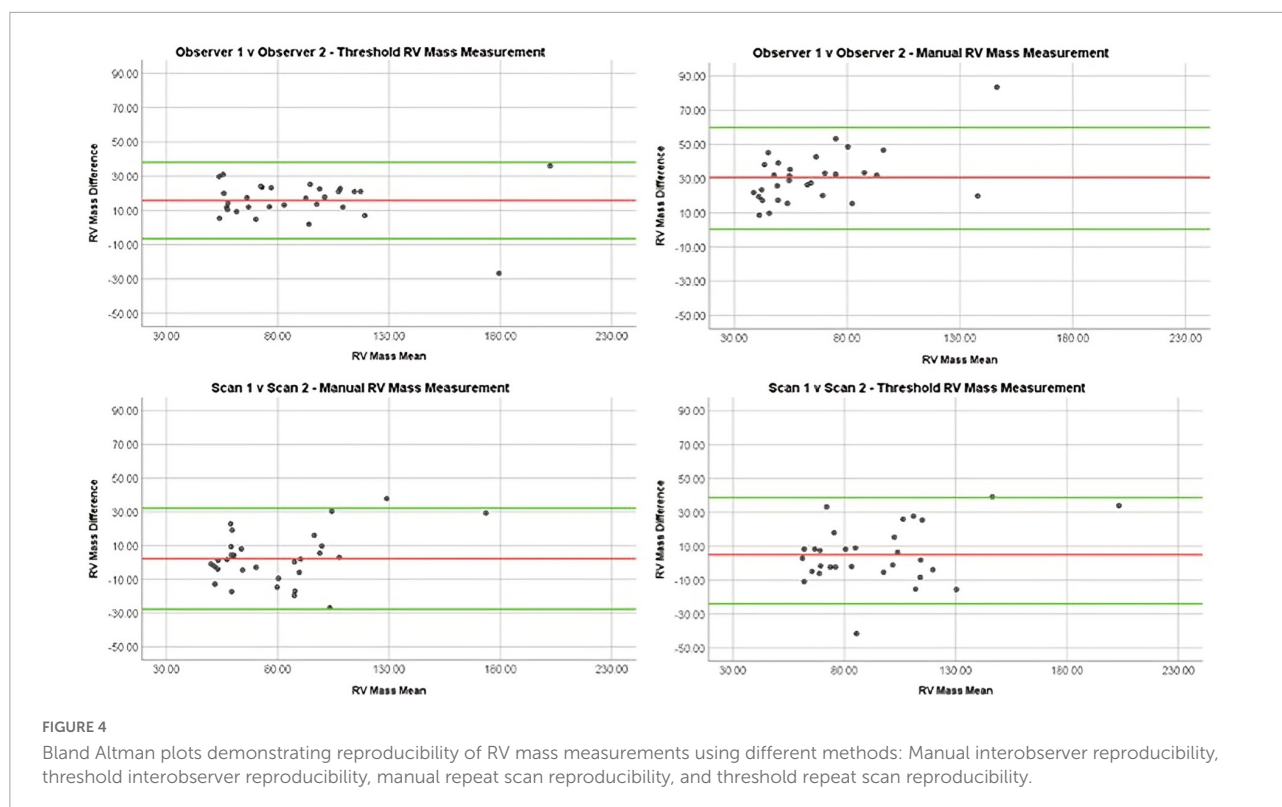 Observer 1 v Observer 2 - Threshold RV Mass Measurement
90.00
70.00
50.00
30.00
10.00
-10.00
-30.00
-50.00
RV Mass Difference
30.00 80.00 130.00 180.00 230.00
RV Mass Mean
Observer 1 v Observer 2 - Manual RV Mass Measurement
90.00
70.00
50.00
30.00
10.00
-10.00
-30.00
-50.00
RV Mass Difference
30.00 80.00 130.00 180.00 230.00
RV Mass Mean
Scan 1 v Scan 2 - Manual RV Mass Measurement
90.00
70.00
50.00
30.00
10.00
-10.00
-30.00
-50.00
RV Mass Difference
30.00 80.00 130.00 180.00 230.00
RV Mass Mean
Scan 1 v Scan 2 - Threshold RV Mass Measurement
90.00
70.00
50.00
30.00
10.00
-10.00
-30.00
-50.00
RV Mass Difference
30.00 80.00 130.00 180.00 230.00
RV Mass Mean
FIGURE 4
Bland Altman plots demonstrating reproducibility of RV mass measurements using different methods: Manual interobserver reproducibility,
threshold interobserver reproducibility, manual repeat scan reproducibility, and threshold repeat scan reproducibility.